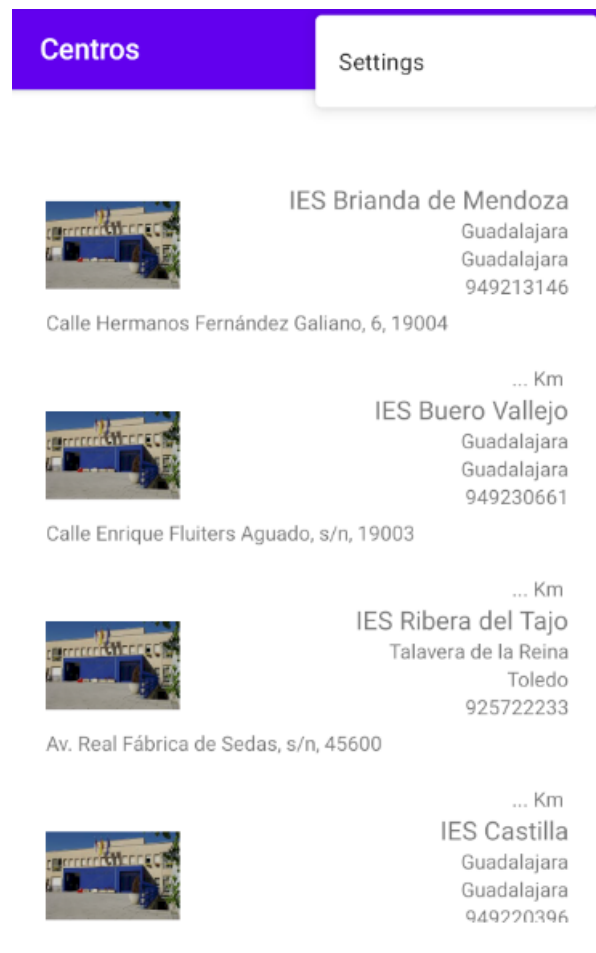 Centros
Settings
IES Brianda de Mendoza
Guadalajara
Guadalajara
949213146
Calle Hermanos Fernández Galiano, 6, 19004
... Km
IES Buero Vallejo
Guadalajara
Guadalajara
949230661
Calle Enrique Fluiters Aguado, s/n, 19003
... Km
IES Ribera del Tajo
Talavera de la Reina
Toledo
925722233
Av. Real Fábrica de Sedas, s/n, 45600
... Km
IES Castilla
Guadalajara
Guadalajara
949220396